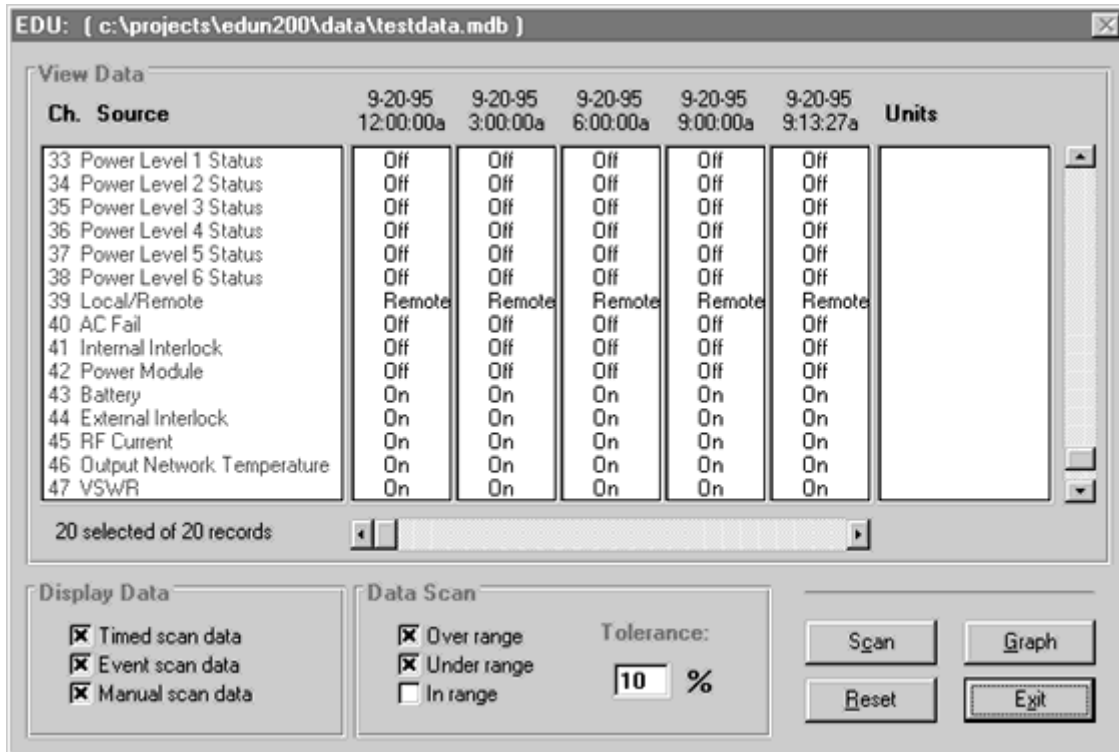 EDU: ( c:\projects\edun200\data\testdata.mdb )
View Data
Ch. Source 9-20-95 12:00:00a 9-20-95 3:00:00a 9-20-95 6:00:00a 9-20-95 9:00:00a 9-20-95 9:13:27a Units
33 Power Level 1 Status Off Off Off Off Off
34 Power Level 2 Status Off Off Off Off Off
35 Power Level 3 Status Off Off Off Off Off
36 Power Level 4 Status Off Off Off Off Off
37 Power Level 5 Status Off Off Off Off Off
38 Power Level 6 Status Off Off Off Off Off
39 Local/Remote Remote Remote Remote Remote Remote
40 AC Fail Off Off Off Off Off
41 Internal Interlock Off Off Off Off Off
42 Power Module Off Off Off Off Off
43 Battery On On On On On
44 External Interlock On On On On On
45 RF Current On On On On On
46 Output Network Temperature On On On On On
47 VSWR On On On On On
20 selected of 20 records
Display Data
Timed scan data
Event scan data
Manual scan data
Data Scan
Over range
Under range
In range
Tolerance:
10 %
Scan
Graph
Reset
Exit